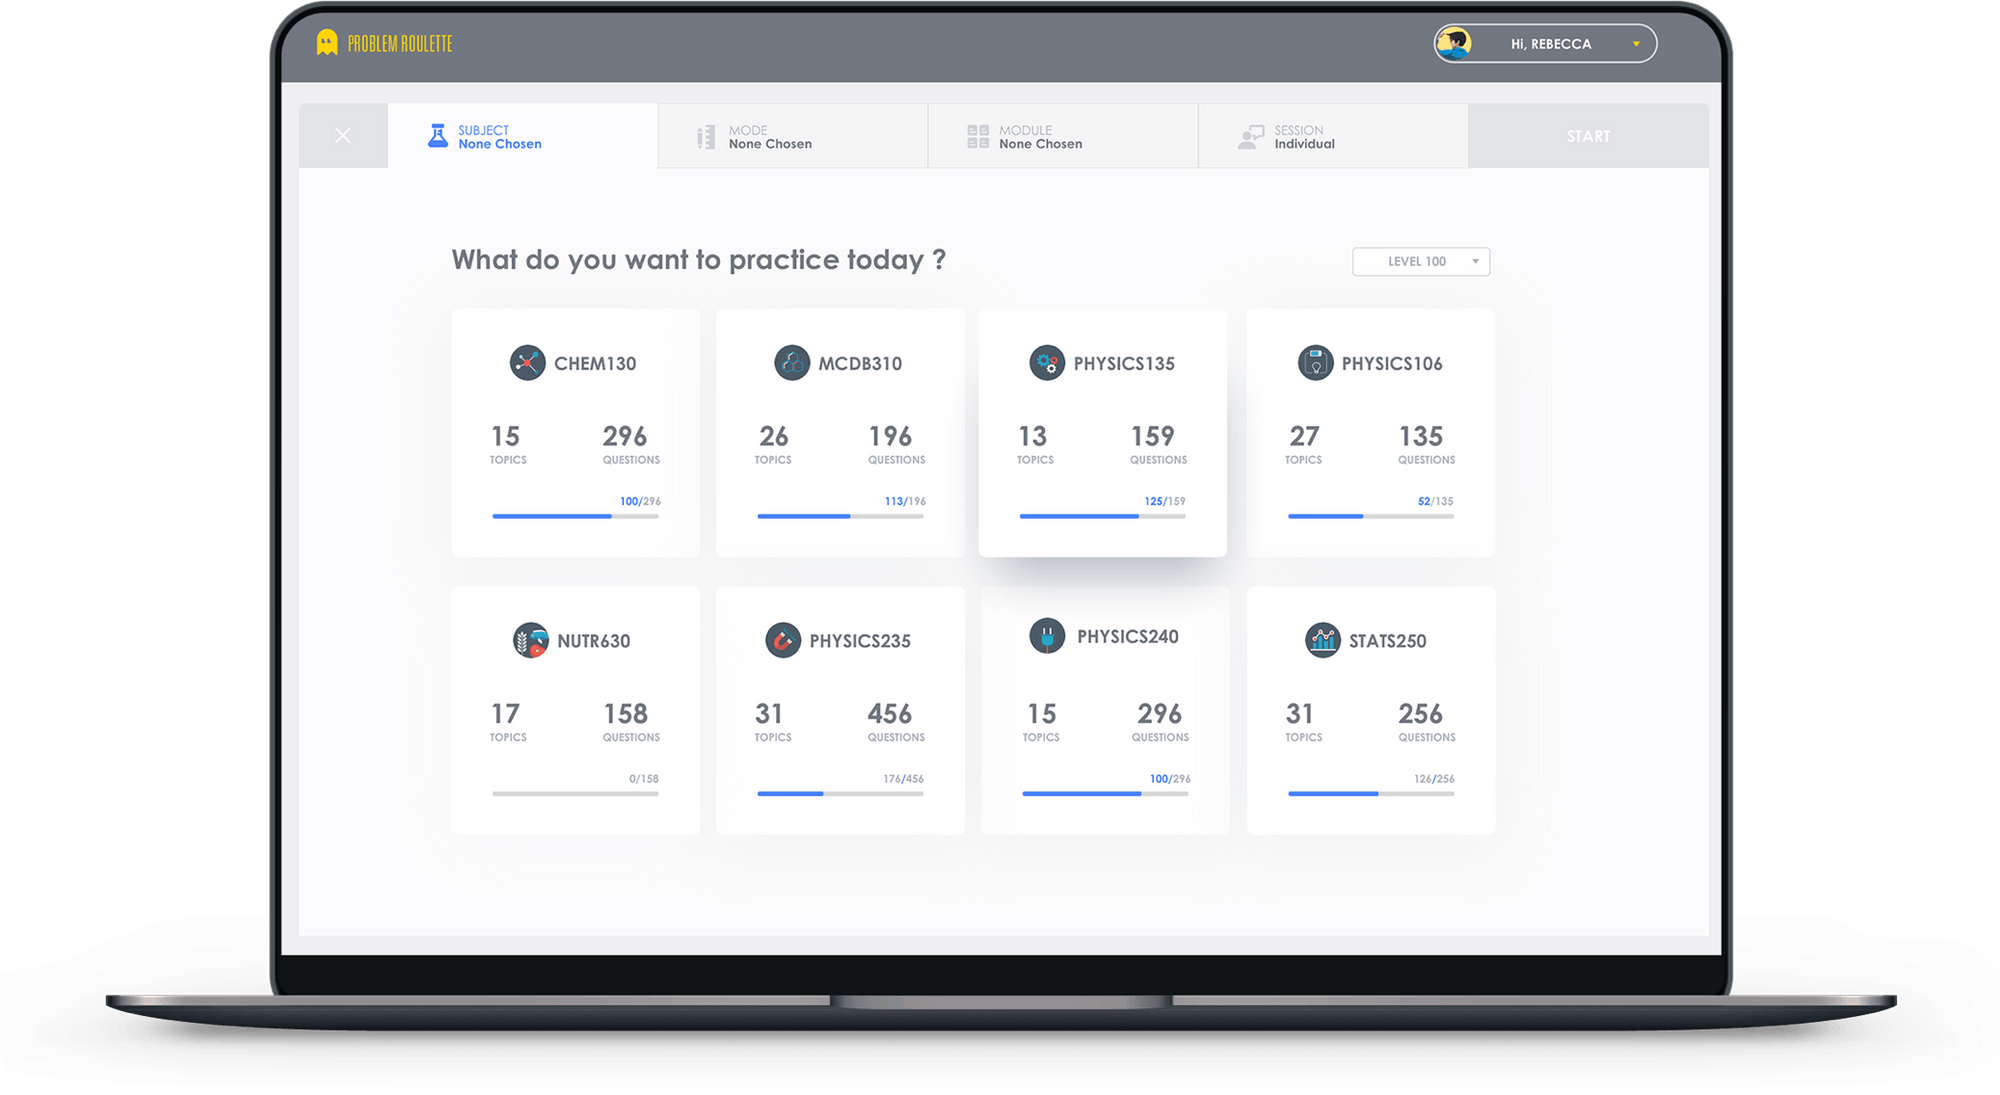 PROBLEM ROULETTE
Hi, REBECCA
SUBJECT
None Chosen
MODE
None Chosen
MODULE
None Chosen
SESSION
Individual
START
What do you want to practice today ?
LEVEL 100
CHEM130
15
TOPICS
296
QUESTIONS
100/296
MCDB310
26
TOPICS
196
QUESTIONS
113/196
PHYSICS135
13
TOPICS
159
QUESTIONS
125/159
PHYSICS106
27
TOPICS
135
QUESTIONS
52/135
NUTR630
17
TOPICS
158
QUESTIONS
0/158
PHYSICS235
31
TOPICS
456
QUESTIONS
176/456
PHYSICS240
15
TOPICS
296
QUESTIONS
100/296
STATS250
31
TOPICS
256
QUESTIONS
126/256